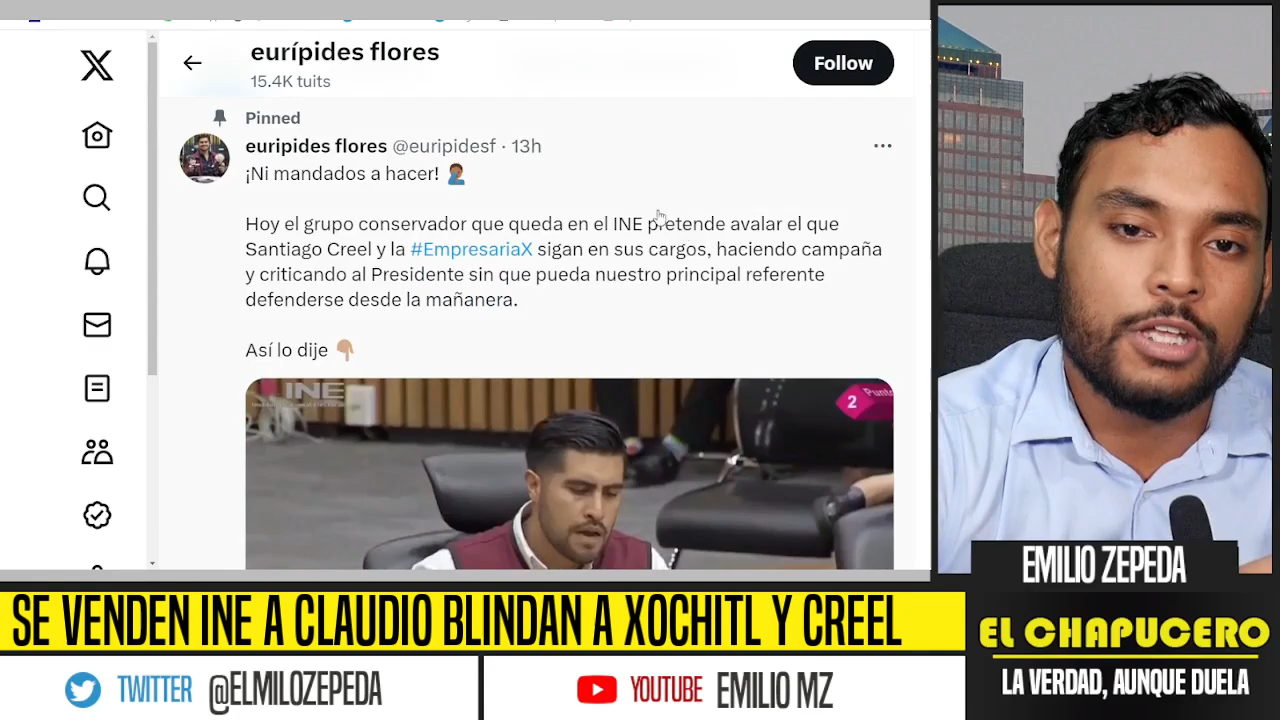 eurípides flores
15.4K tuits
Follow
Pinned
euripides flores @euripidesf · 13h
¡Ni mandados a hacer!
Hoy el grupo conservador que queda en el INE pretende avalar el que
Santiago Creel y la #EmpresariaX sigan en sus cargos, haciendo campaña
y criticando al Presidente sin que pueda nuestro principal referente
defenderse desde la mañanera.
Así lo dije
INE
2
EMILIO ZEPEDA
SE VENDEN INE A CLAUDIO BLINDAN A XOCHITL Y CREEL
EL CHAPUCERO
LA VERDAD, AUNQUE DUELA
TWITTER @ELMILOZEPEDA
YOUTUBE EMILIO MZ